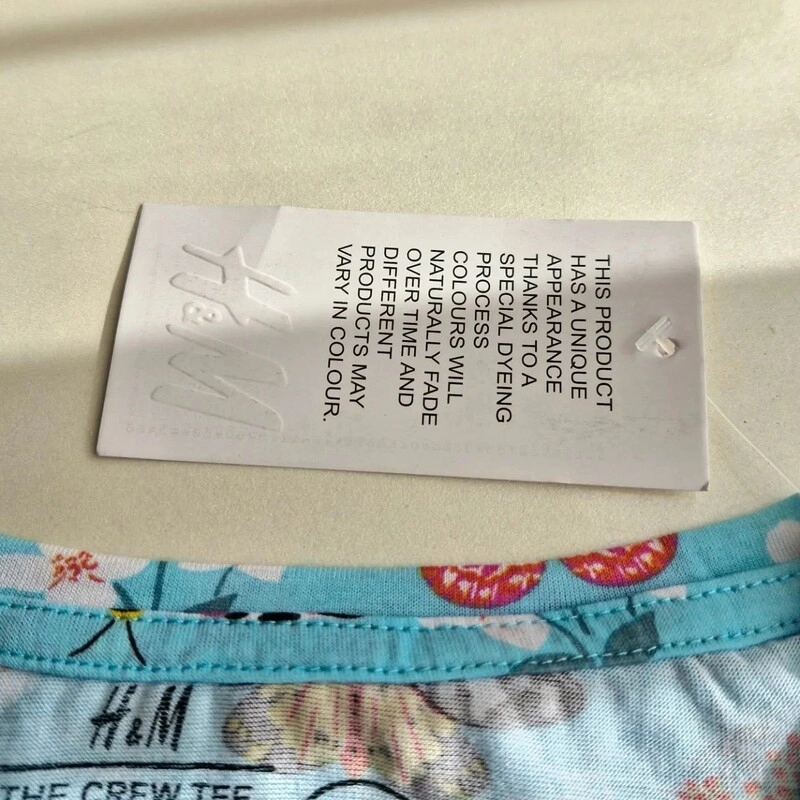 THIS PRODUCT
HAS A UNIQUE
APPEARANCE
THANKS TO A
SPECIAL DYEING
PROCESS
COLOURS WILL
NATURALLY FADE
OVER TIME AND
DIFFERENT
PRODUCTS MAY
VARY IN COLOUR.
H&M
H&M
THE CREW TEE